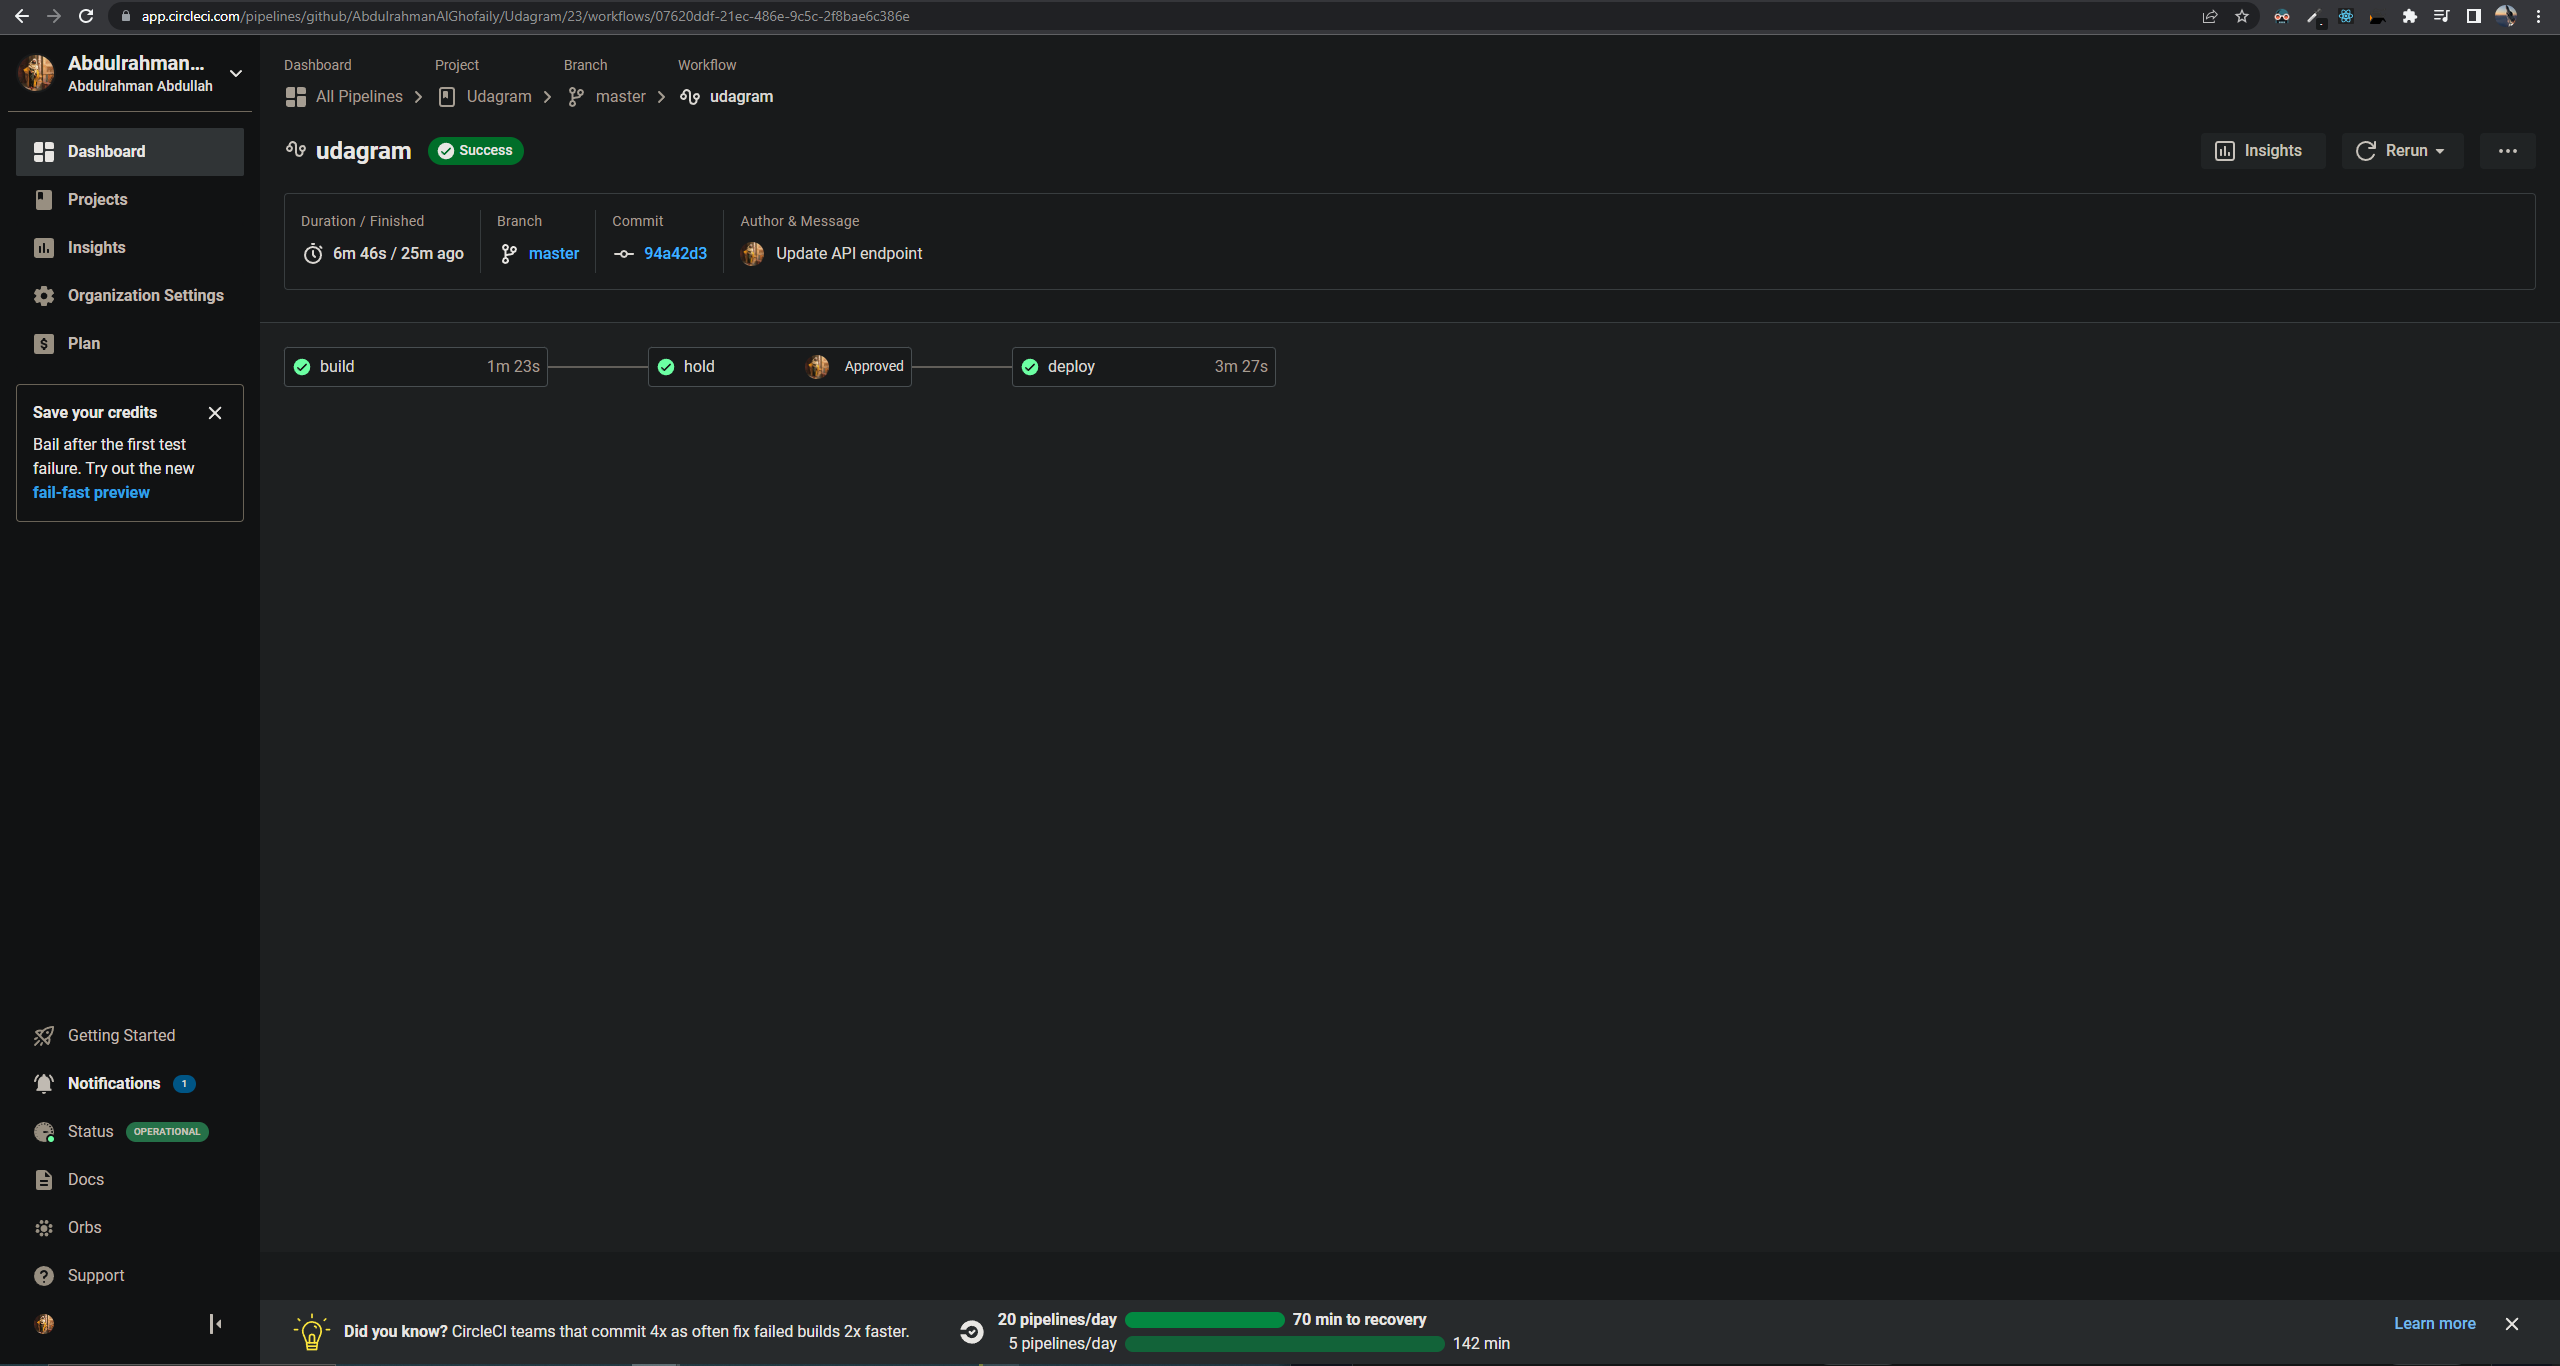 app.circleci.com/pipelines/github/AbdulrahmanAlGhofaily/Udagram/23/workflows/07620ddf-21ec-486e-9c5c-2f8bae6c386e
Abdulrahman...
Abdulrahman Abdullah
Dashboard
Projects
Insights
Organization Settings
Plan
Save your credits
Bail after the first test
failure. Try out the new
fail-fast preview
Getting Started
Notifications 1
Status OPERATIONAL
Docs
Orbs
Support
Dashboard Project Branch Workflow
All Pipelines Udagram master udagram
udagram Success
Insights Rerun
Duration / Finished Branch Commit Author & Message
6m 46s / 25m ago master 94a42d3 Update API endpoint
build 1m 23s hold Approved deploy 3m 27s
Did you know? CircleCI teams that commit 4x as often fix failed builds 2x faster.
20 pipelines/day 70 min to recovery
5 pipelines/day 142 min
Learn more